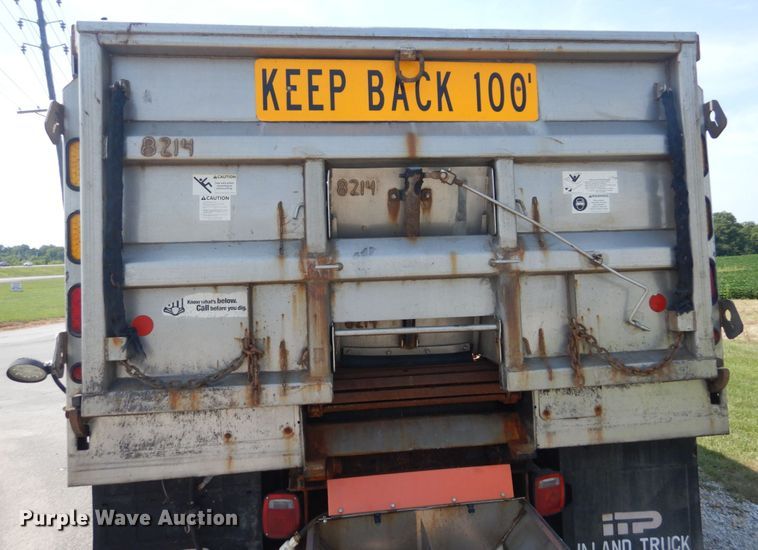 KEEP BACK 100'
8214
8214
CAUTION
CAUTION
Know what's below.
Call before you dig.
Purple Wave Auction
INLAND TRUCK